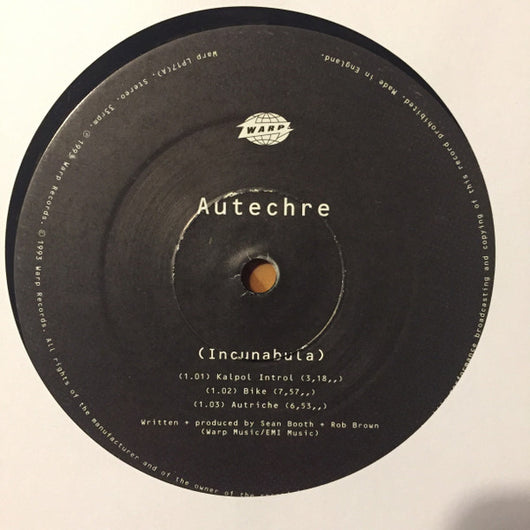 WARP
Autechre
(Incunabula)
(1.01) Kalpol Introl (3,18,,)
(1.02) Bike (7,57,,)
(1.03) Autriche (6,53,,)
Written + produced by Sean Booth + Rob Brown
(Warp Music/EMI Music)
Warp LP17(A). Stereo. 33rpm. ℗ 1993 Warp Records. © 1993 Warp Records. All rights of the manufacturer and of the owner of the
performance broadcasting and copying of this record prohibited. Made in England.